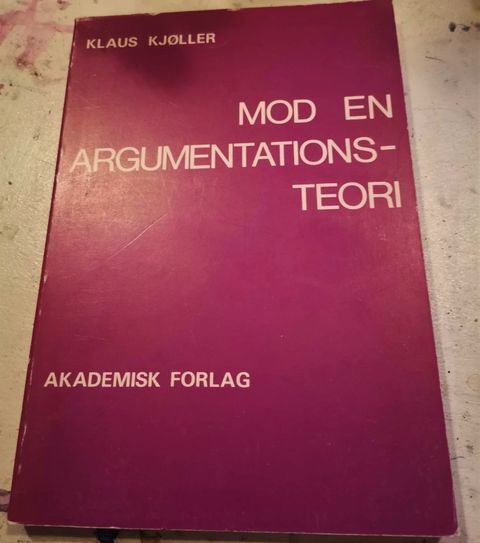 KLAUS KJØLLER
MOD EN
ARGUMENTATIONS-
TEORI
AKADEMISK FORLAG